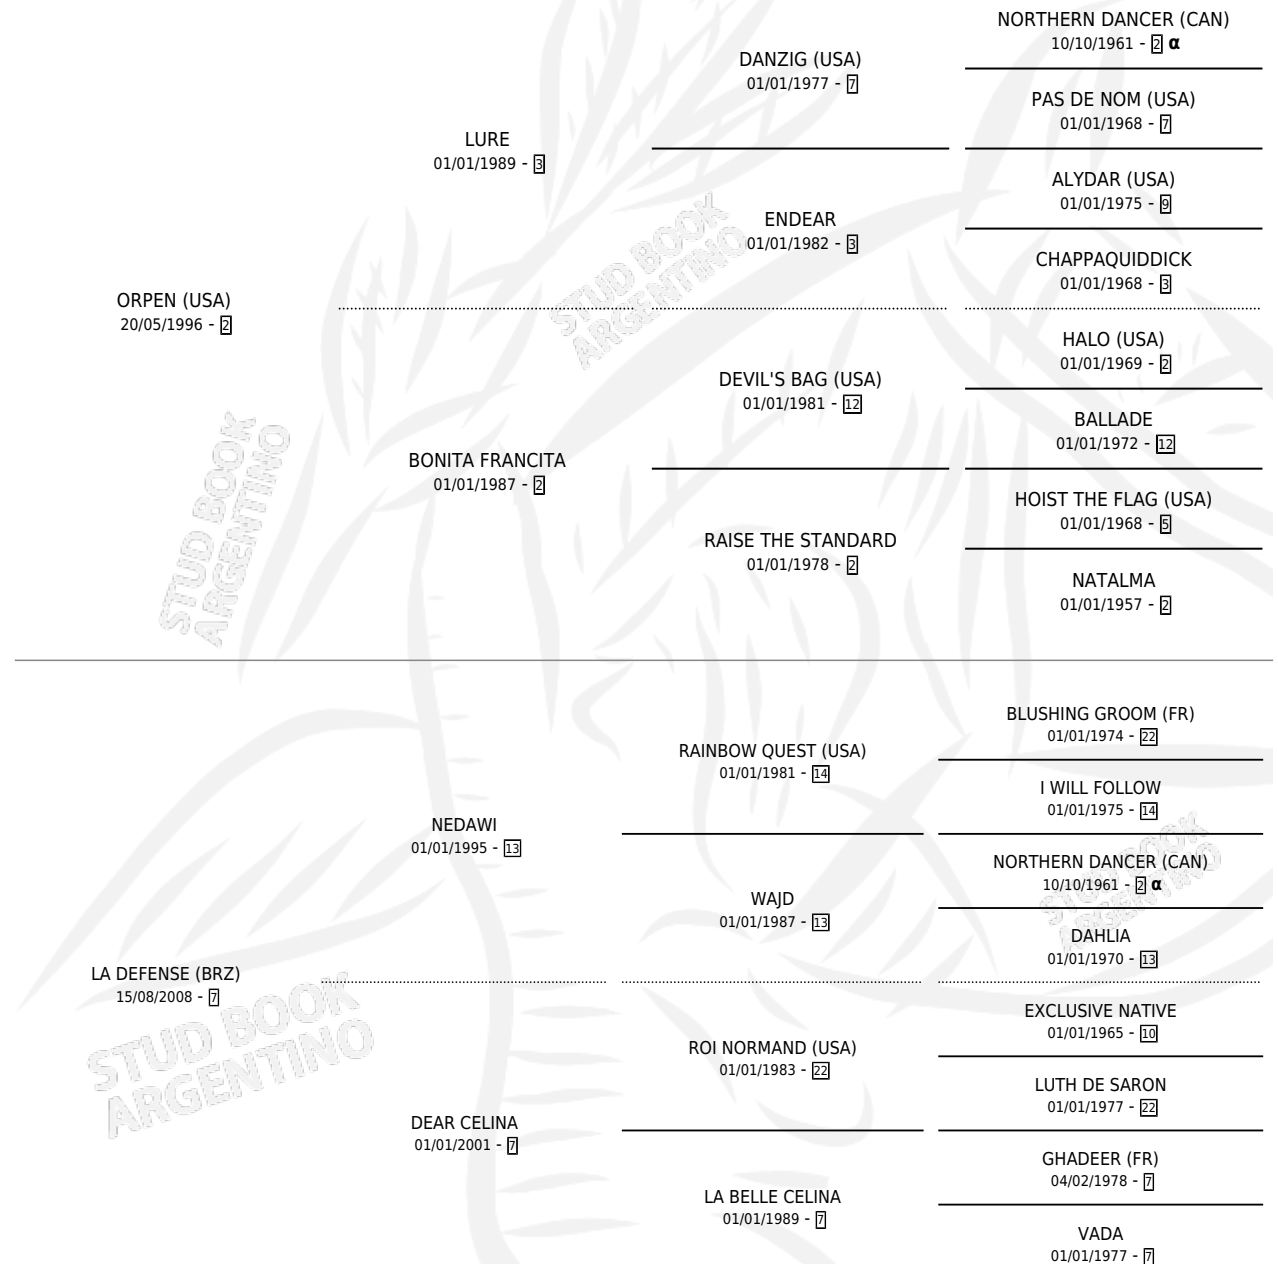 NORTHERN DANCER (CAN)
10/10/1961 - 2 α
DANZIG (USA)
01/01/1977 - 7
PAS DE NOM (USA)
01/01/1968 - 7
LURE
01/01/1989 - 3
ALYDAR (USA)
01/01/1975 - 9
ENDEAR
01/01/1982 - 3
CHAPPAQUIDDICK
01/01/1968 - 3
ORPEN (USA)
20/05/1996 - 2
HALO (USA)
01/01/1969 - 2
DEVIL'S BAG (USA)
01/01/1981 - 12
BALLADE
01/01/1972 - 12
BONITA FRANCITA
01/01/1987 - 2
HOIST THE FLAG (USA)
01/01/1968 - 5
RAISE THE STANDARD
01/01/1978 - 2
NATALMA
01/01/1957 - 2
BLUSHING GROOM (FR)
01/01/1974 - 22
RAINBOW QUEST (USA)
01/01/1981 - 14
I WILL FOLLOW
01/01/1975 - 14
NEDAWI
01/01/1995 - 13
NORTHERN DANCER (CAN)
10/10/1961 - 2 α
WAJD
01/01/1987 - 13
DAHLIA
01/01/1970 - 13
LA DEFENSE (BRZ)
15/08/2008 - 7
EXCLUSIVE NATIVE
01/01/1965 - 10
ROI NORMAND (USA)
01/01/1983 - 22
LUTH DE SARON
01/01/1977 - 22
DEAR CELINA
01/01/2001 - 7
GHADEER (FR)
04/02/1978 - 7
LA BELLE CELINA
01/01/1989 - 7
VADA
01/01/1977 - 7
STUD BOOK
ARGENTINO
STUD BOOK
ARGENTINO
STUD BOOK
ARGENTINO
STUD BOOK
ARGENTINO